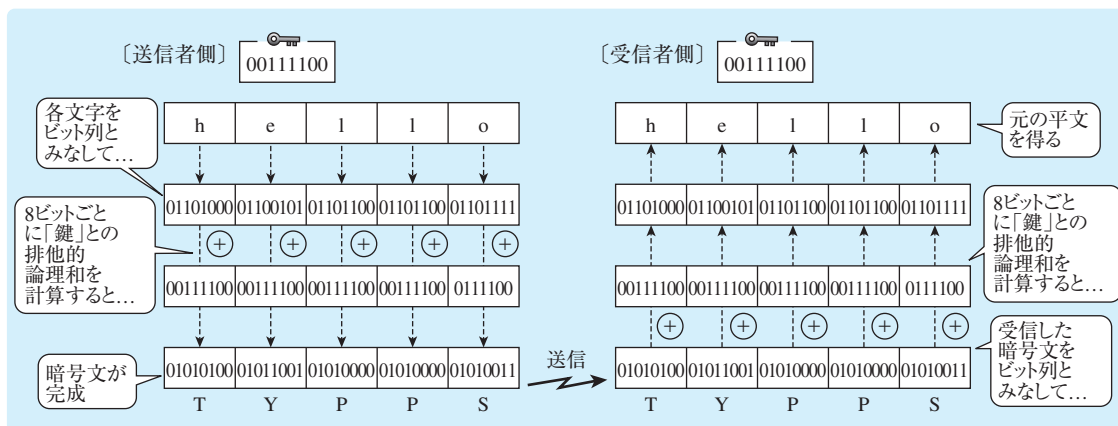 〔送信者側〕
00111100
各文字を
ビット列と
みなして…
h e l l o
01101000 01100101 01101100 01101100 01101111
8ビットごと
に「鍵」との
排他的
論理和を
計算すると…
+ + + + +
00111100 00111100 00111100 00111100 0111100
暗号文が
完成
01010100 01011001 01010000 01010000 01010011
T Y P P S
送信
〔受信者側〕
00111100
h e l l o
元の平文
を得る
01101000 01100101 01101100 01101100 01101111
8ビットごと
に「鍵」との
排他的
論理和を
計算すると…
00111100 00111100 00111100 00111100 0111100
+ + + + +
受信した
暗号文を
ビット列と
みなして…
01010100 01011001 01010000 01010000 01010011
T Y P P S